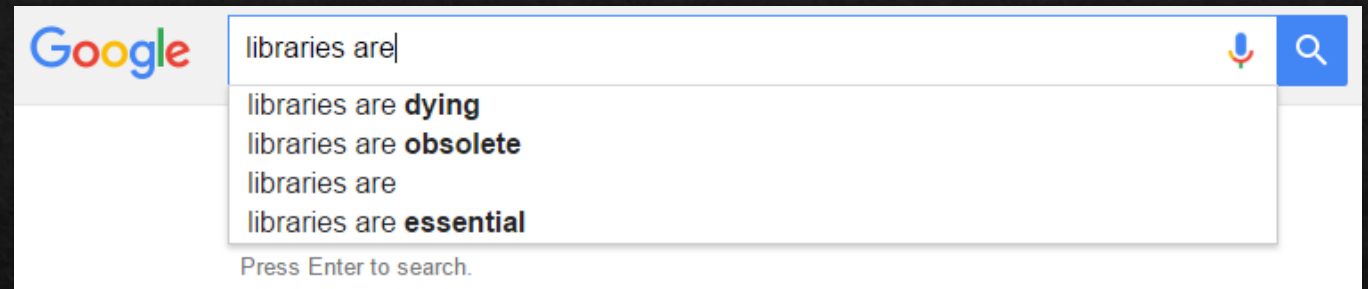 Google
libraries are
libraries are dying
libraries are obsolete
libraries are
libraries are essential
Press Enter to search.